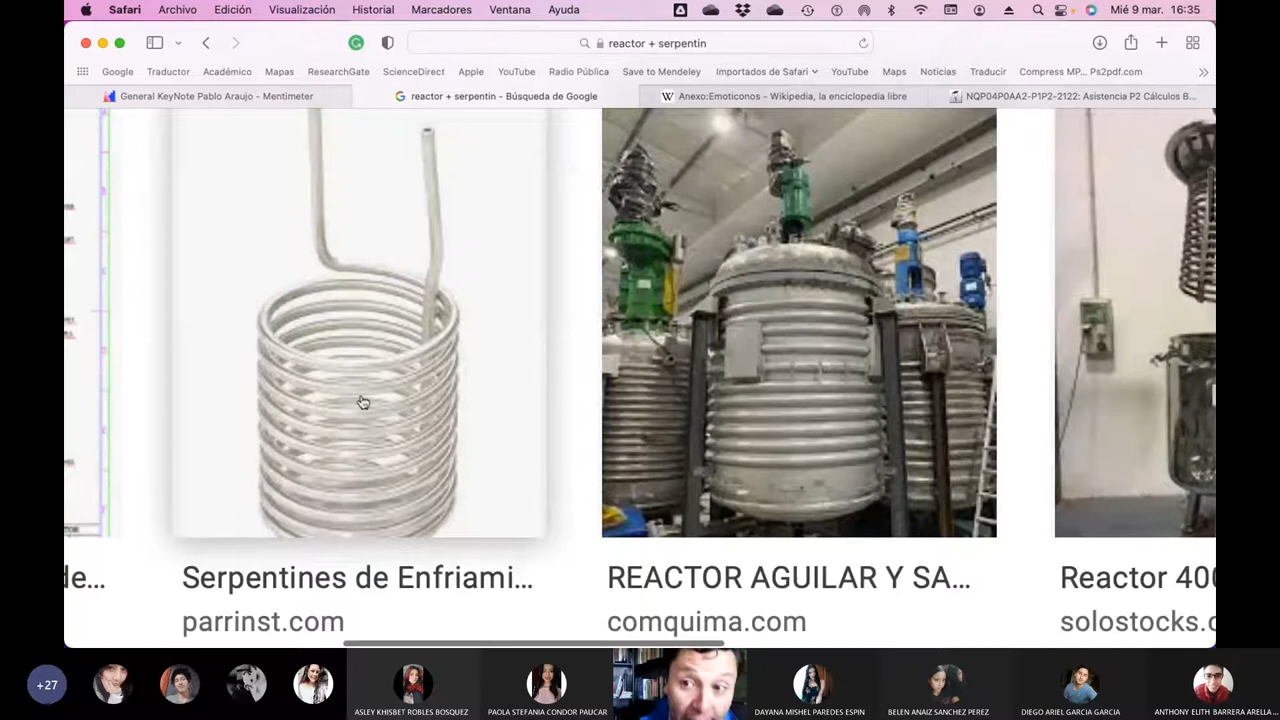 Safari Archivo Edición Visualización Historial Marcadores Ventana Ayuda Mié 9 mar. 16:35
reactor + serpentin
Google Traductor Académico Mapas ResearchGate ScienceDirect Apple YouTube Radio Pública Save to Mendeley Importados de Safari YouTube Maps Noticias Traducir Compress MP... Ps2pdf.com
General KeyNote Pablo Araujo - Mentimeter reactor + serpentin - Búsqueda de Google Anexo:Emoticonos - Wikipedia, la enciclopedia libre NQP04P0AA2-P1P2-2122: Asistencia P2 Cálculos B...
de... Serpentines de Enfriami... REACTOR AGUILAR Y SA... Reactor 400
parrinst.com comquima.com solostocks.c
+27
ASLEY KHISBET ROBLES BOSQUEZ PAOLA STEFANIA CONDOR PAUCAR DAYANA MISHEL PAREDES ESPIN BELEN ANAIZ SANCHEZ PEREZ DIEGO ARIEL GARCIA GARCIA ANTHONY ELITH BARRERA ARELLA...